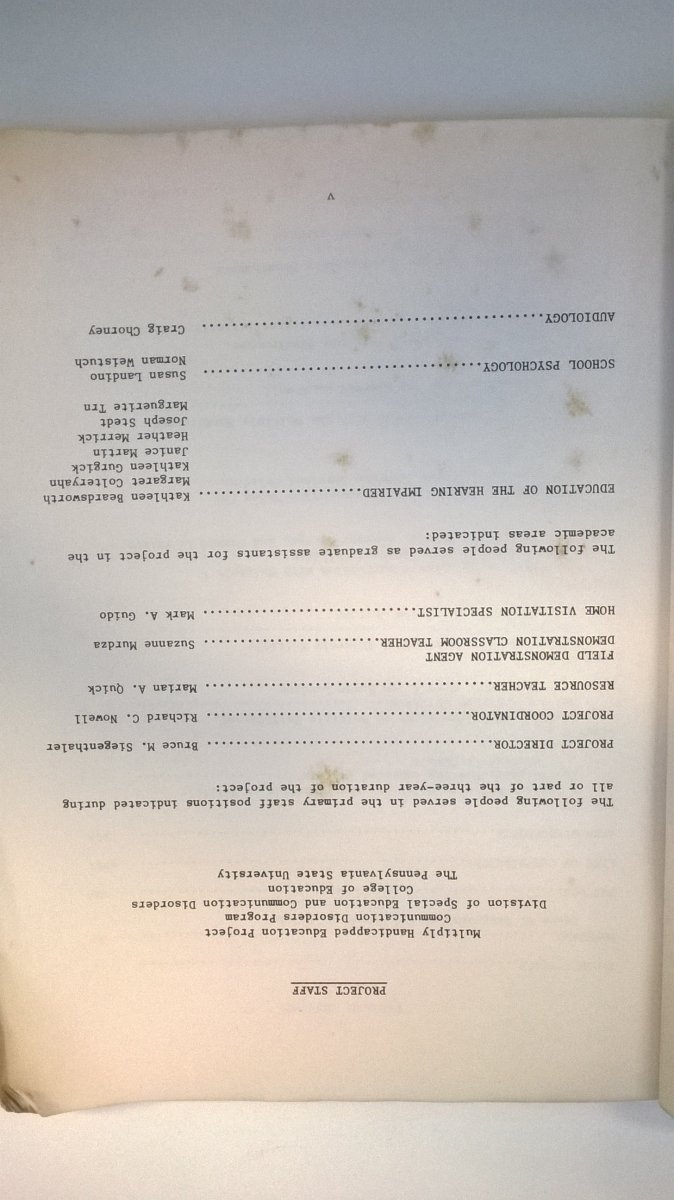 PROJECT STAFF
Multiply Handicapped Education Project
Communication Disorders Program
Division of Special Education and Communication Disorders
College of Education
The Pennsylvania State University
The following people served in the primary staff positions indicated during
all or part of the three-year duration of the project:
PROJECT DIRECTOR....................................... Bruce M. Siegenthaler
PROJECT COORDINATOR.................................... Richard C. Nowell
RESOURCE TEACHER....................................... Marian A. Quick
FIELD DEMONSTRATION AGENT
DEMONSTRATION CLASSROOM TEACHER........................ Suzanne Murdza
HOME VISITATION SPECIALIST............................. Mark A. Guido
The following people served as graduate assistants for the project in the
academic areas indicated:
EDUCATION OF THE HEARING IMPAIRED...................... Kathleen Beardsworth
Margaret Colteryahn
Kathleen Gurgick
Janice Martin
Heather Merrick
Joseph Stedt
Marguerite Trn
SCHOOL PSYCHOLOGY...................................... Susan Landino
Norman Weistuch
AUDIOLOGY.............................................. Craig Chorney
v